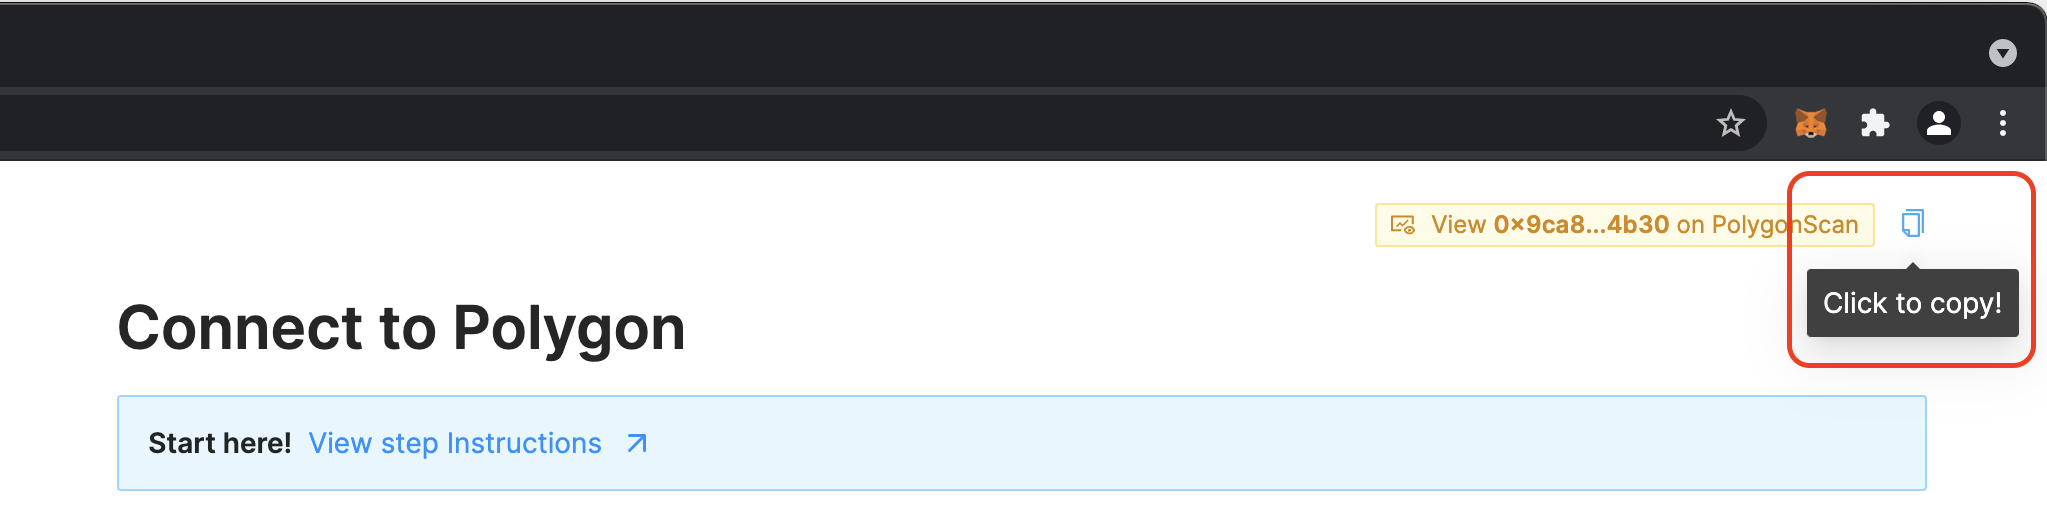 View 0×9ca8...4b30 on PolygonScan
Click to copy!
Connect to Polygon
Start here! View step Instructions